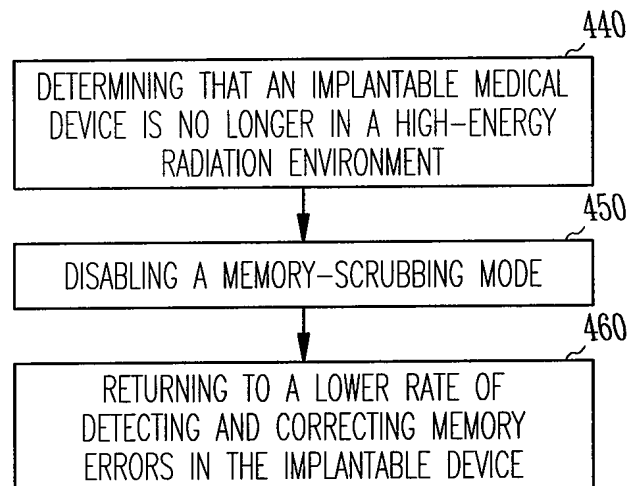 440
DETERMINING THAT AN IMPLANTABLE MEDICAL
DEVICE IS NO LONGER IN A HIGH-ENERGY
RADIATION ENVIRONMENT
450
DISABLING A MEMORY-SCRUBBING MODE
460
RETURNING TO A LOWER RATE OF
DETECTING AND CORRECTING MEMORY
ERRORS IN THE IMPLANTABLE DEVICE